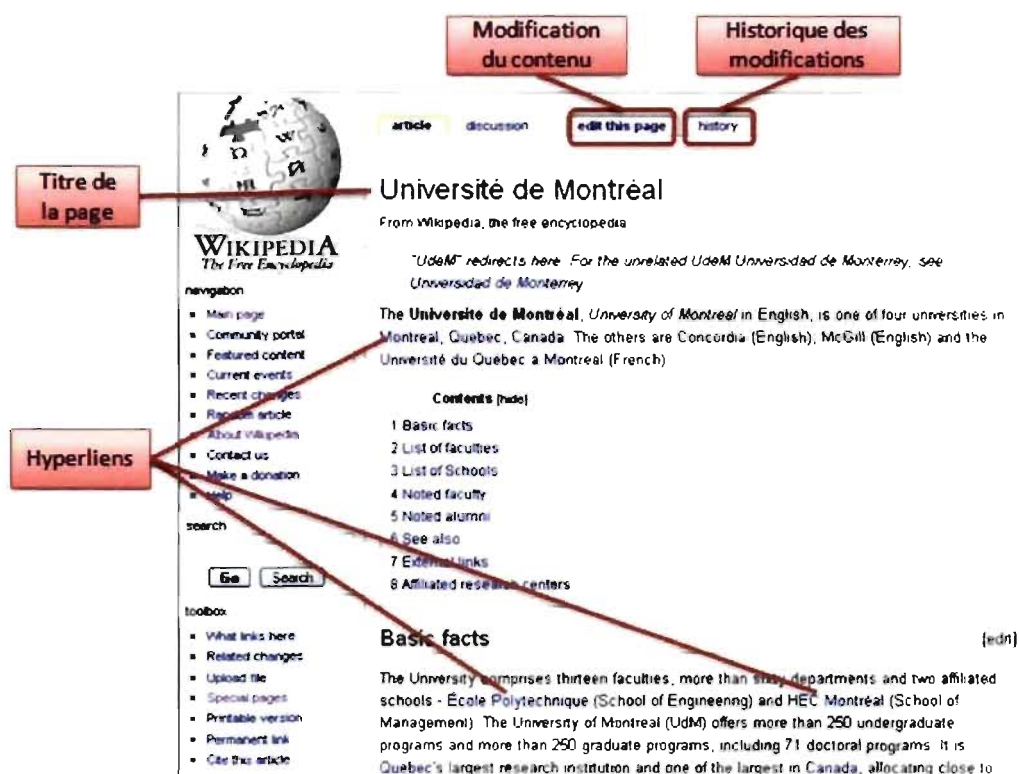 Modification
du contenu
Historique des
modifications
article discussion edit this page history
Titre de
la page
Université de Montréal
From Wikipedia, the free encyclopedia
WIKIPEDIA
The Free Encyclopedia
"UdeM" redirects here. For the unrelated UdeM Universidad de Monterrey, see
Universidad de Monterrey
navigation
Main page
Community portal
Featured content
Current events
Recent changes
Random article
About Wikipedia
Contact us
Make a donation
Help
The Université de Montréal, University of Montreal in English, is one of four universities in
Montreal, Quebec, Canada. The others are Concordia (English), McGill (English) and the
Université du Québec à Montréal (French)
Contents [hide]
1 Basic facts
2 List of faculties
3 List of Schools
4 Noted faculty
5 Noted alumni
6 See also
7 External links
8 Affiliated research centers
Hyperliens
search
Go Search
toolbox
What links here
Related changes
Upload file
Special pages
Printable version
Permanent link
Cite this article
Basic facts [edit]
The University comprises thirteen faculties, more than sixty departments and two affiliated
schools - École Polytechnique (School of Engineering) and HEC Montréal (School of
Management). The University of Montreal (UdM) offers more than 250 undergraduate
programs and more than 250 graduate programs, including 71 doctoral programs. It is
Quebec's largest research institution and one of the largest in Canada, allocating close to